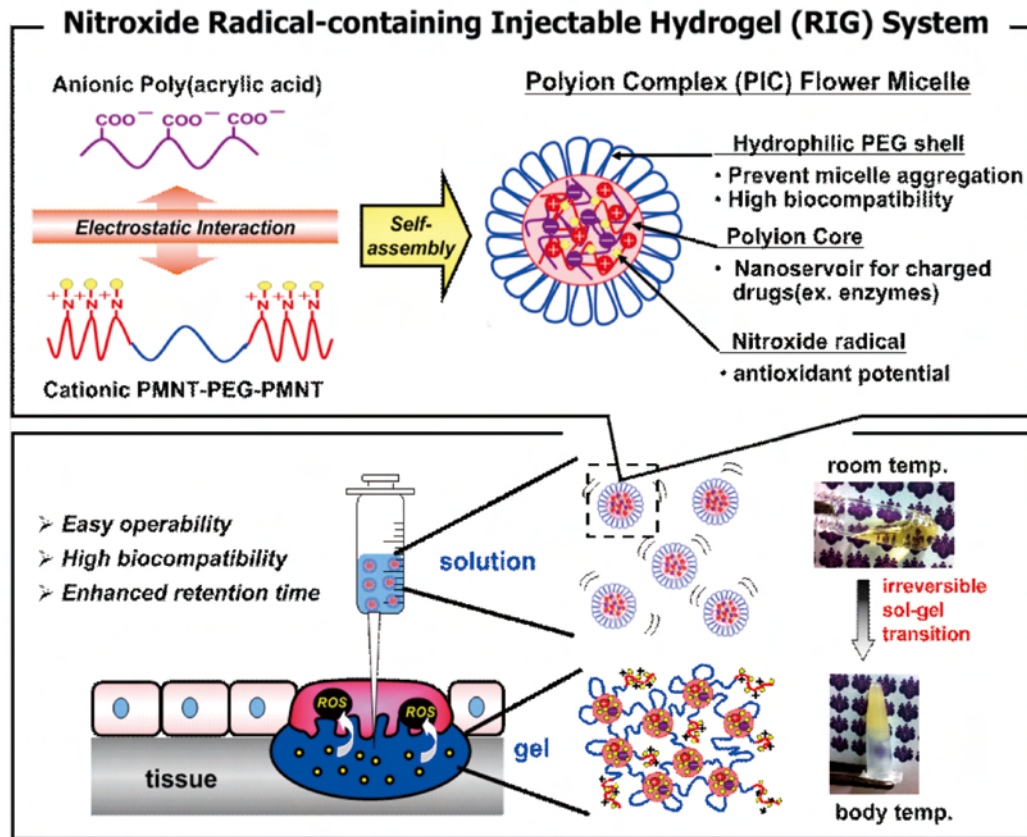 Nitroxide Radical-containing Injectable Hydrogel (RIG) System
Anionic Poly(acrylic acid)
COO⁻ COO⁻ COO⁻
Electrostatic Interaction
+N +N +N
+N +N +N
Cationic PMNT-PEG-PMNT
Self-
assembly
Polyion Complex (PIC) Flower Micelle
Hydrophilic PEG shell
• Prevent micelle aggregation
• High biocompatibility
Polyion Core
• Nanoservoir for charged
drugs(ex. enzymes)
Nitroxide radical
• antioxidant potential
➢ Easy operability
➢ High biocompatibility
➢ Enhanced retention time
solution
ROS
ROS
tissue
gel
room temp.
irreversible
sol-gel
transition
body temp.